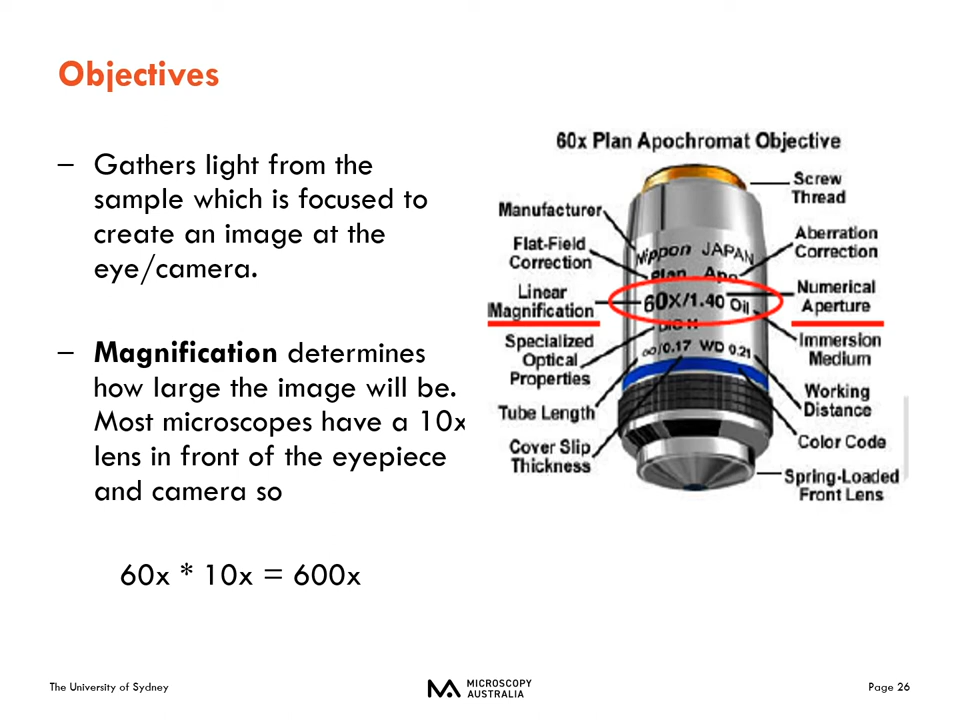 Objectives
– Gathers light from the
sample which is focused to
create an image at the
eye/camera.
– Magnification determines
how large the image will be.
Most microscopes have a 10x
lens in front of the eyepiece
and camera so
60x * 10x = 600x
60x Plan Apochromat Objective
Screw
Thread
Manufacturer
Aberration
Correction
Flat-Field
Correction
Linear
Magnification
Numerical
Aperture
Specialized
Optical
Properties
Immersion
Medium
Tube Length
Working
Distance
Cover Slip
Thickness
Color Code
Spring-Loaded
Front Lens
Nippon JAPAN
Plan Apo
60X/1.40 Oil
DIC H
∞/0.17 WD 0.21
The University of Sydney
MICROSCOPY
AUSTRALIA
Page 26